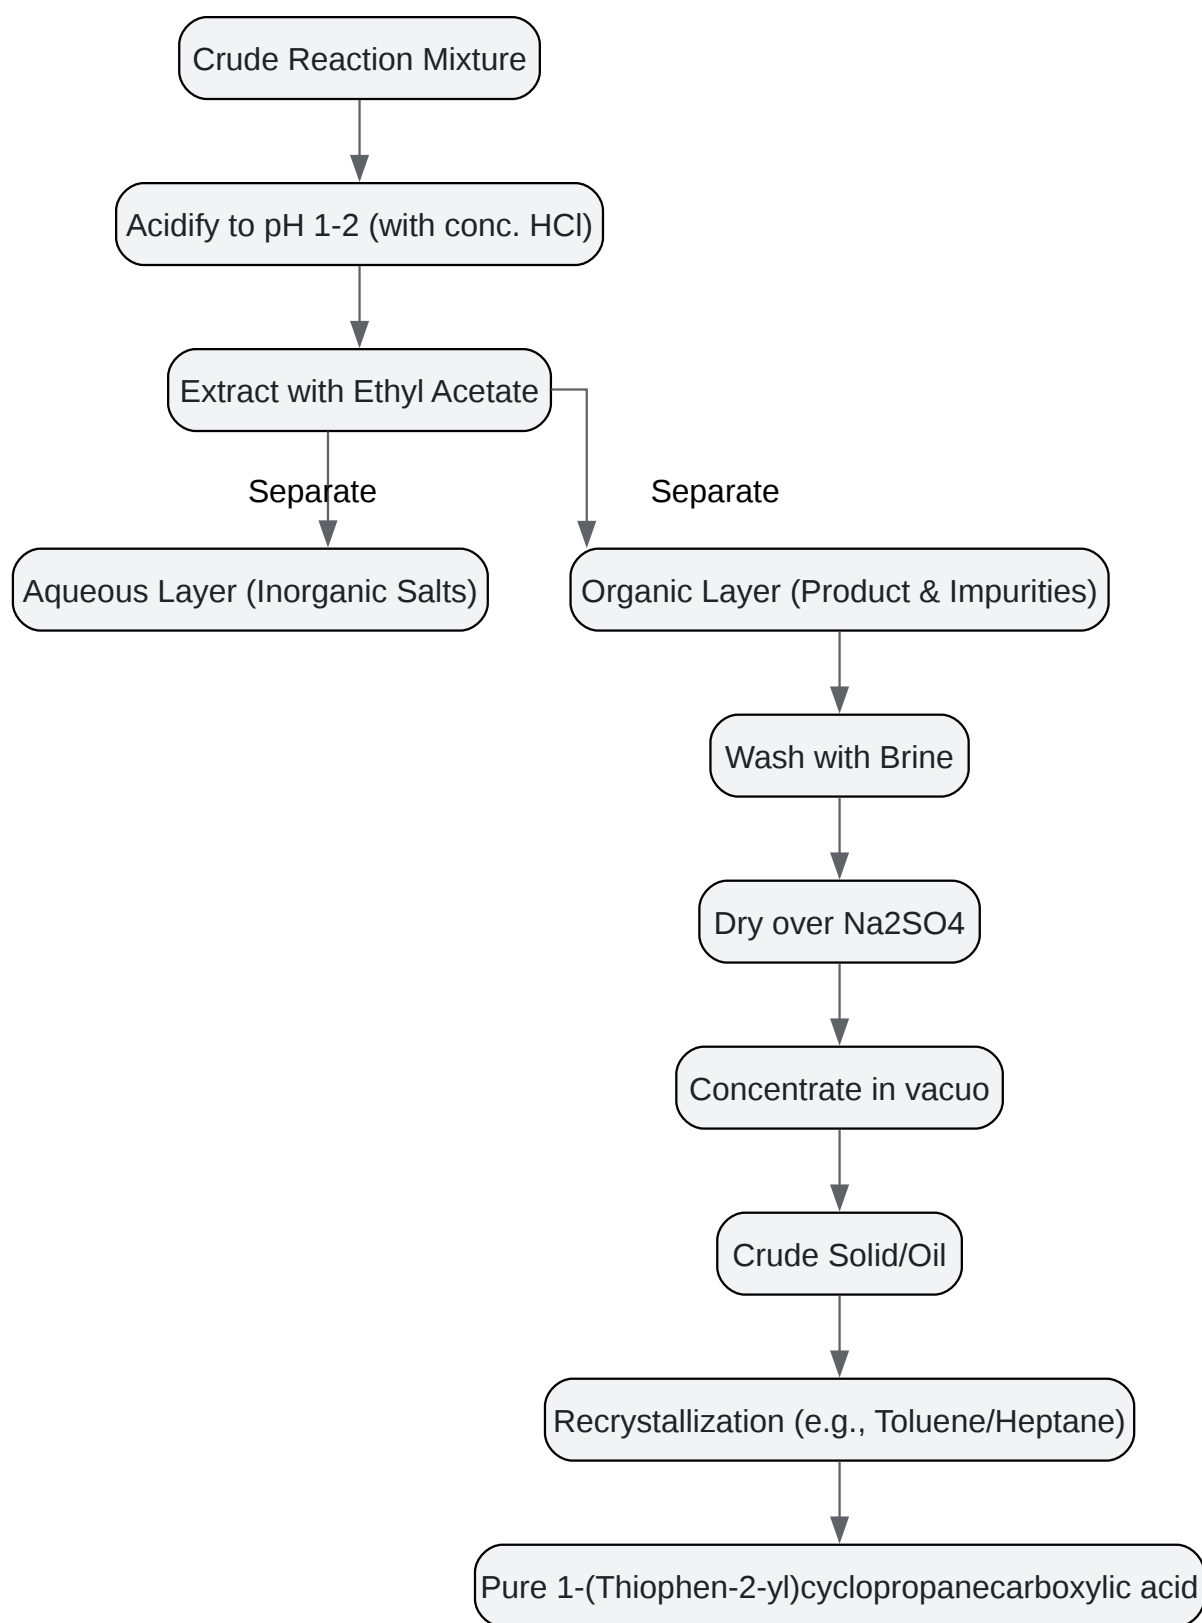 Crude Reaction Mixture
Acidify to pH 1-2 (with conc. HCl)
Extract with Ethyl Acetate
Separate
Separate
Aqueous Layer (Inorganic Salts)
Organic Layer (Product & Impurities)
Wash with Brine
Dry over Na2SO4
Concentrate in vacuo
Crude Solid/Oil
Recrystallization (e.g., Toluene/Heptane)
Pure 1-(Thiophen-2-yl)cyclopropanecarboxylic acid